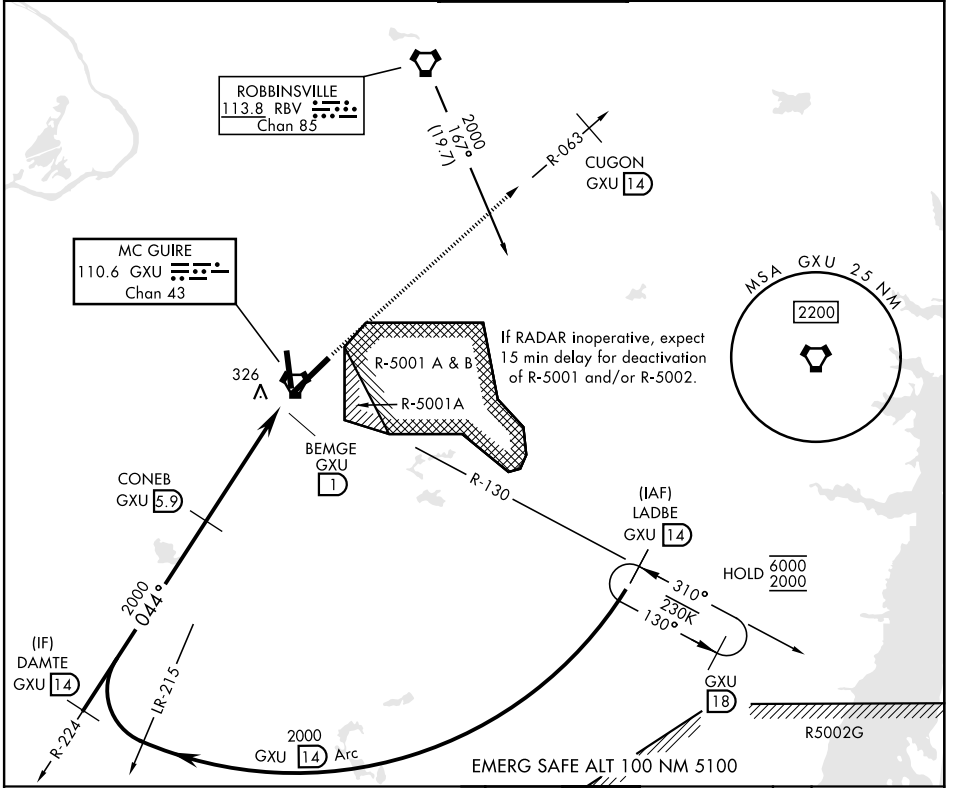 ROBBINSVILLE
113.8 RBV
Chan 85
2000
167°
(19.7)
R-063
CUGON
GXU 14
MC GUIRE
110.6 GXU
Chan 43
MSA GXU 25 NM
2200
If RADAR inoperative, expect
15 min delay for deactivation
of R-5001 and/or R-5002.
326
R-5001 A & B
R-5001A
BEMGE
GXU
1
R-130
CONEB
GXU 5.9
(IAF)
LADBE
GXU 14
HOLD 6000
2000
310°
230K
130°
2000
044°
(IF)
DAMTE
GXU 14
LR-215
R-224
GXU
18
R5002G
2000
GXU 14 Arc
EMERG SAFE ALT 100 NM 5100